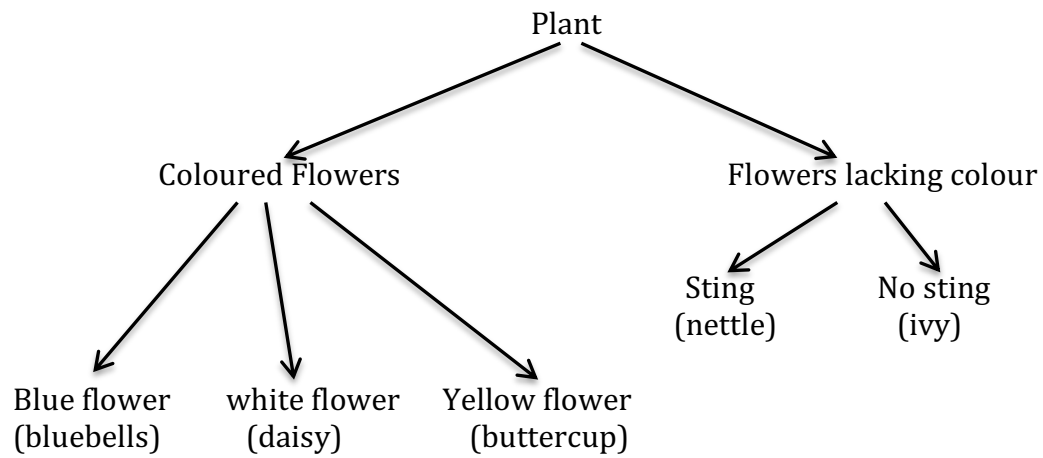 Plant
Coloured Flowers
Flowers lacking colour
Sting
(nettle)
No sting
(ivy)
Blue flower
(bluebells)
white flower
(daisy)
Yellow flower
(buttercup)